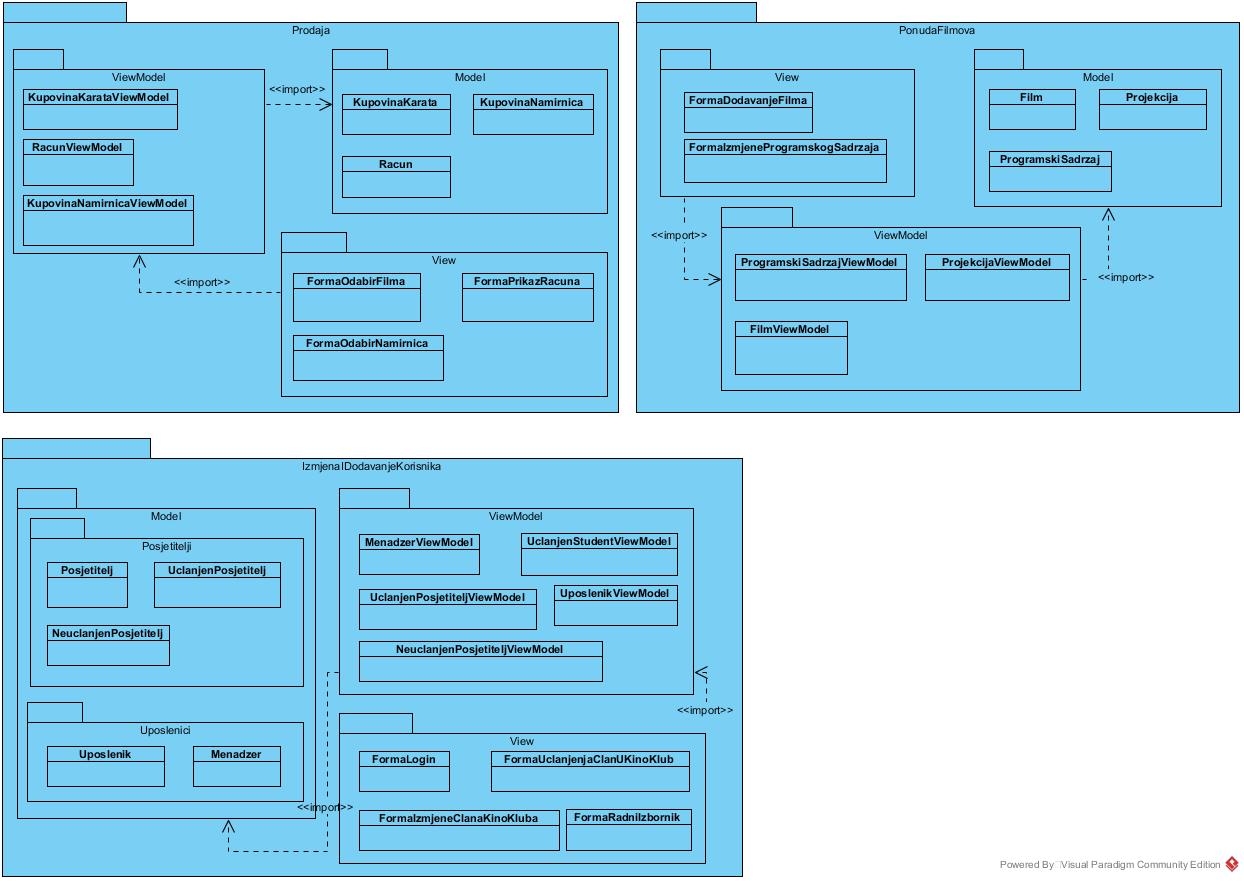 Prodaja
ViewModel
KupovinaKarataViewModel
RacunViewModel
KupovinaNamirnicaViewModel
<<import>>
Model
KupovinaKarata
KupovinaNamirnica
Racun
<<import>>
View
FormaOdabirFilma
FormaPrikazRacuna
FormaOdabirNamirnica
PonudaFilmova
View
FormaDodavanjeFilma
FormaIzmjeneProgramskogSadrzaja
Model
Film
Projekcija
ProgramskiSadrzaj
<<import>>
ViewModel
ProgramskiSadrzajViewModel
ProjekcijaViewModel
FilmViewModel
<<import>>
IzmjenaIDodavanjeKorisnika
Model
Posjetitelji
Posjetitelj
UclanjenPosjetitelj
NeuclanjenPosjetitelj
Uposlenici
Uposlenik
Menadzer
ViewModel
MenadzerViewModel
UclanjenStudentViewModel
UclanjenPosjetiteljViewModel
UposlenikViewModel
NeuclanjenPosjetiteljViewModel
<<import>>
View
FormaLogin
FormaUclanjenjaClanUKinoKlub
<<import>>
FormaIzmjeneClanaKinoKluba
FormaRadniIzbornik
Powered By Visual Paradigm Community Edition